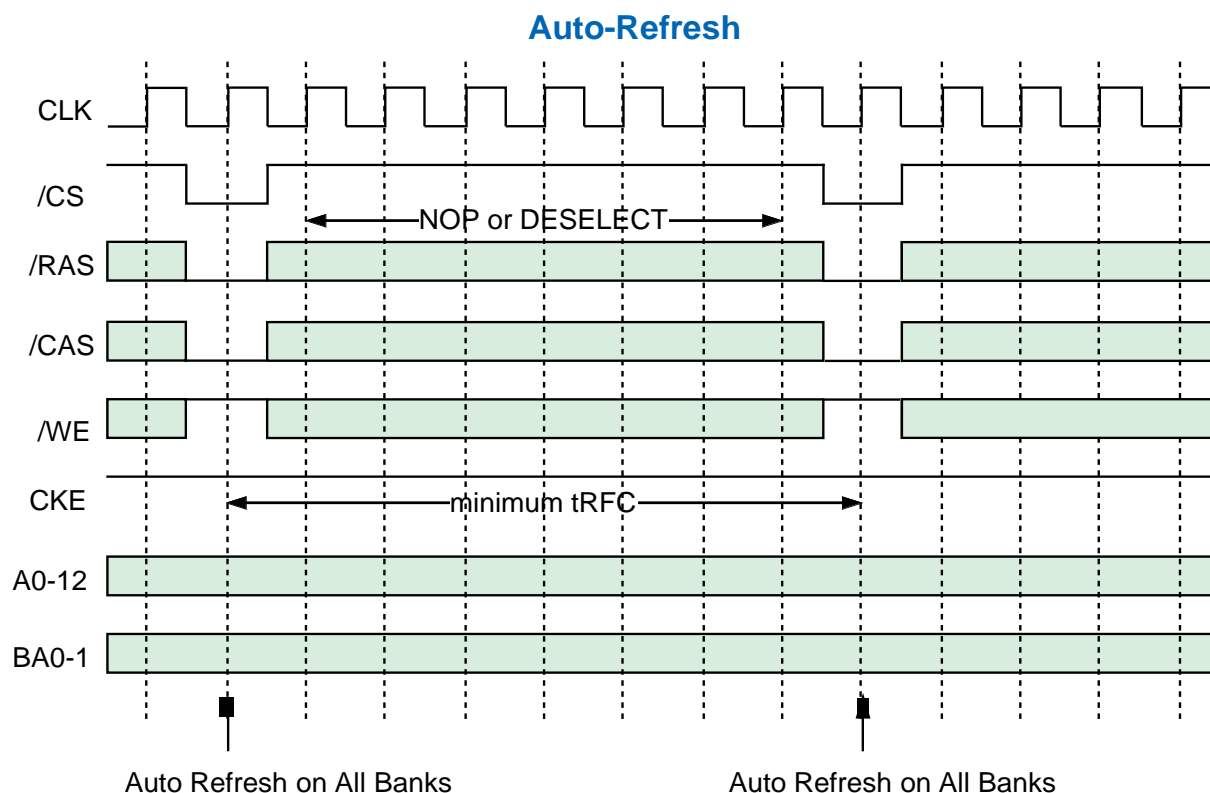 Auto-Refresh
CLK
/CS
NOP or DESELECT
/RAS
/CAS
/WE
CKE
minimum tRFC
A0-12
BA0-1
Auto Refresh on All Banks
Auto Refresh on All Banks